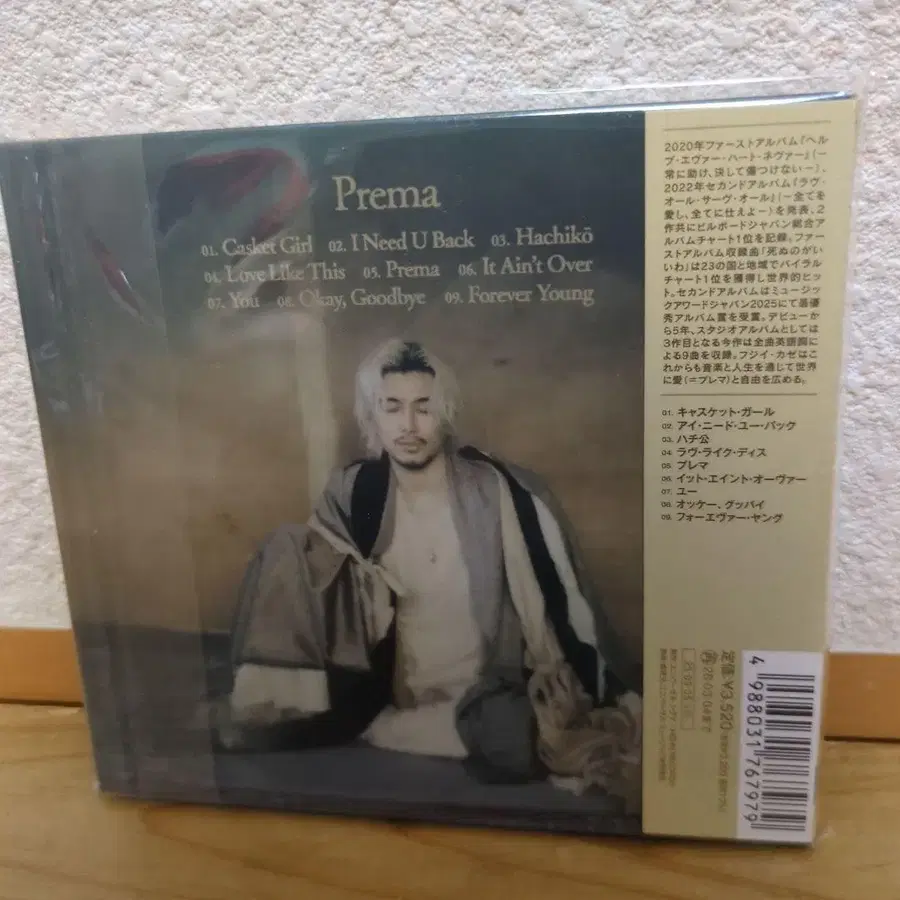 Prema
01. Casket Girl 02. I Need U Back 03. Hachikō
04. Love Like This 05. Prema 06. It Ain't Over
07. You 08. Okay, Goodbye 09. Forever Young
2020年ファーストアルバム『ヘル
プ・エヴァー・ハート・ネヴァー』(−
常に助け、決して傷つけない−)、
2022年セカンドアルバム『ラヴ・
オール・サーヴ・オール』(−全てを
愛し、全てに仕えよ−)を発表、2
作共にビルボードジャパン総合ア
ルバムチャート1位を記録。ファー
ストアルバム収録曲「死ぬのがい
いわ」は23の国と地域でバイラル
チャート1位を獲得し世界的ヒッ
ト。セカンドアルバムはミュージッ
クアワードジャパン2025にて最優
秀アルバム賞を受賞。デビューか
ら5年、スタジオアルバムとしては
3作目となる今作は全曲英語詞に
よる9曲を収録。フジイ・カゼはこ
れからも音楽と人生を通じて世界
に愛(=プレマ)と自由を広める。
01. キャスケット・ガール
02. アイ・ニード・ユー・バック
03. ハチ公
04. ラヴ・ライク・ディス
05. プレマ
06. イット・エイント・オーヴァー
07. ユー
08. オッケー、グッバイ
09. フォーエヴァー・ヤング
定価 ¥3,520
28・03・04まで
4 988031 767979